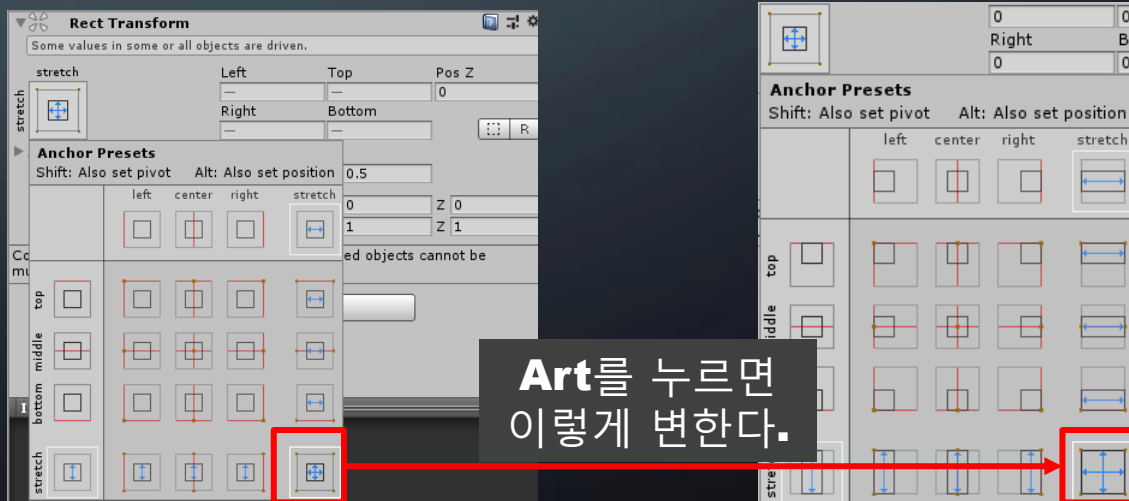 Rect Transform
Some values in some or all objects are driven.
stretch
Left Top Pos Z
stretch
— — 0
Right Bottom
— —
R
Anchor Presets
Shift: Also set pivot Alt: Also set position
0.5
left center right stretch
0 Z 0
1 Z 1
ed objects cannot be
top
middle
bottom
stretch
Art를 누르면
이렇게 변한다.
0
Right
0
Anchor Presets
Shift: Also set pivot Alt: Also set position
left center right stretch
top